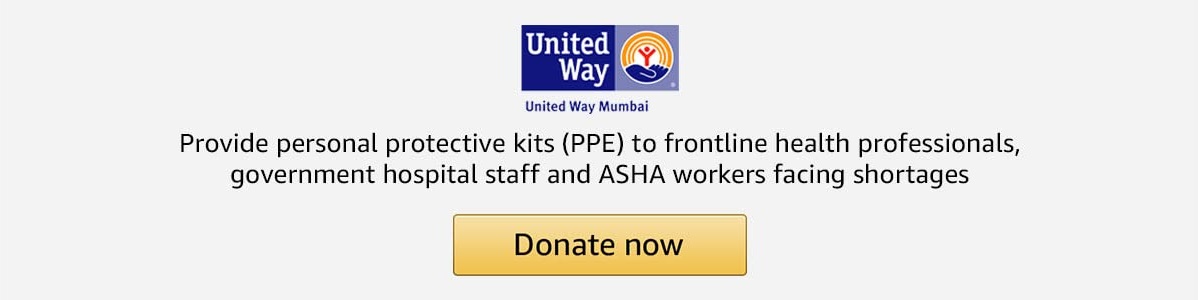 United
Way
United Way Mumbai
Provide personal protective kits (PPE) to frontline health professionals,
government hospital staff and ASHA workers facing shortages
Donate now